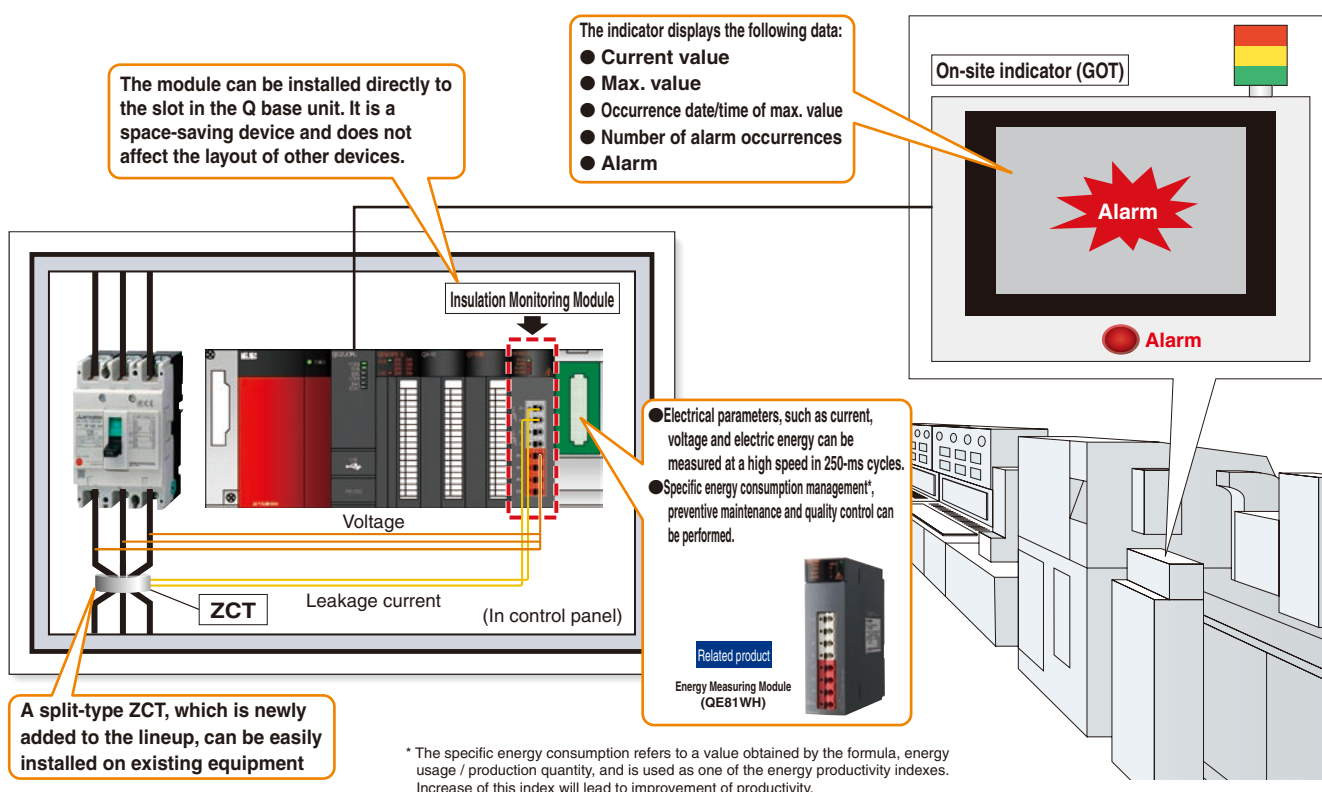 The module can be installed directly to
the slot in the Q base unit. It is a
space-saving device and does not
affect the layout of other devices.
The indicator displays the following data:
● Current value
● Max. value
● Occurrence date/time of max. value
● Number of alarm occurrences
● Alarm
On-site indicator (GOT)
Alarm
Alarm
Insulation Monitoring Module
Voltage
Leakage current
ZCT
(In control panel)
●Electrical parameters, such as current,
voltage and electric energy can be
measured at a high speed in 250-ms cycles.
●Specific energy consumption management*,
preventive maintenance and quality control can
be performed.
Related product
Energy Measuring Module
(QE81WH)
A split-type ZCT, which is newly
added to the lineup, can be easily
installed on existing equipment
* The specific energy consumption refers to a value obtained by the formula, energy
usage / production quantity, and is used as one of the energy productivity indexes.
Increase of this index will lead to improvement of productivity.